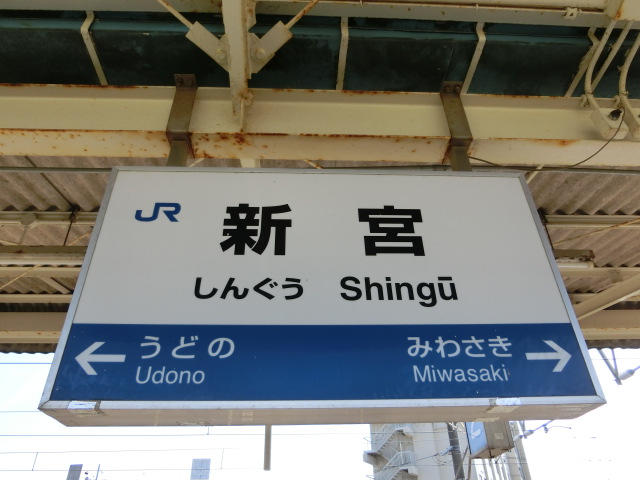 JR 新宮
しんぐう Shingū
← うどの みわさき →
Udono Miwasaki